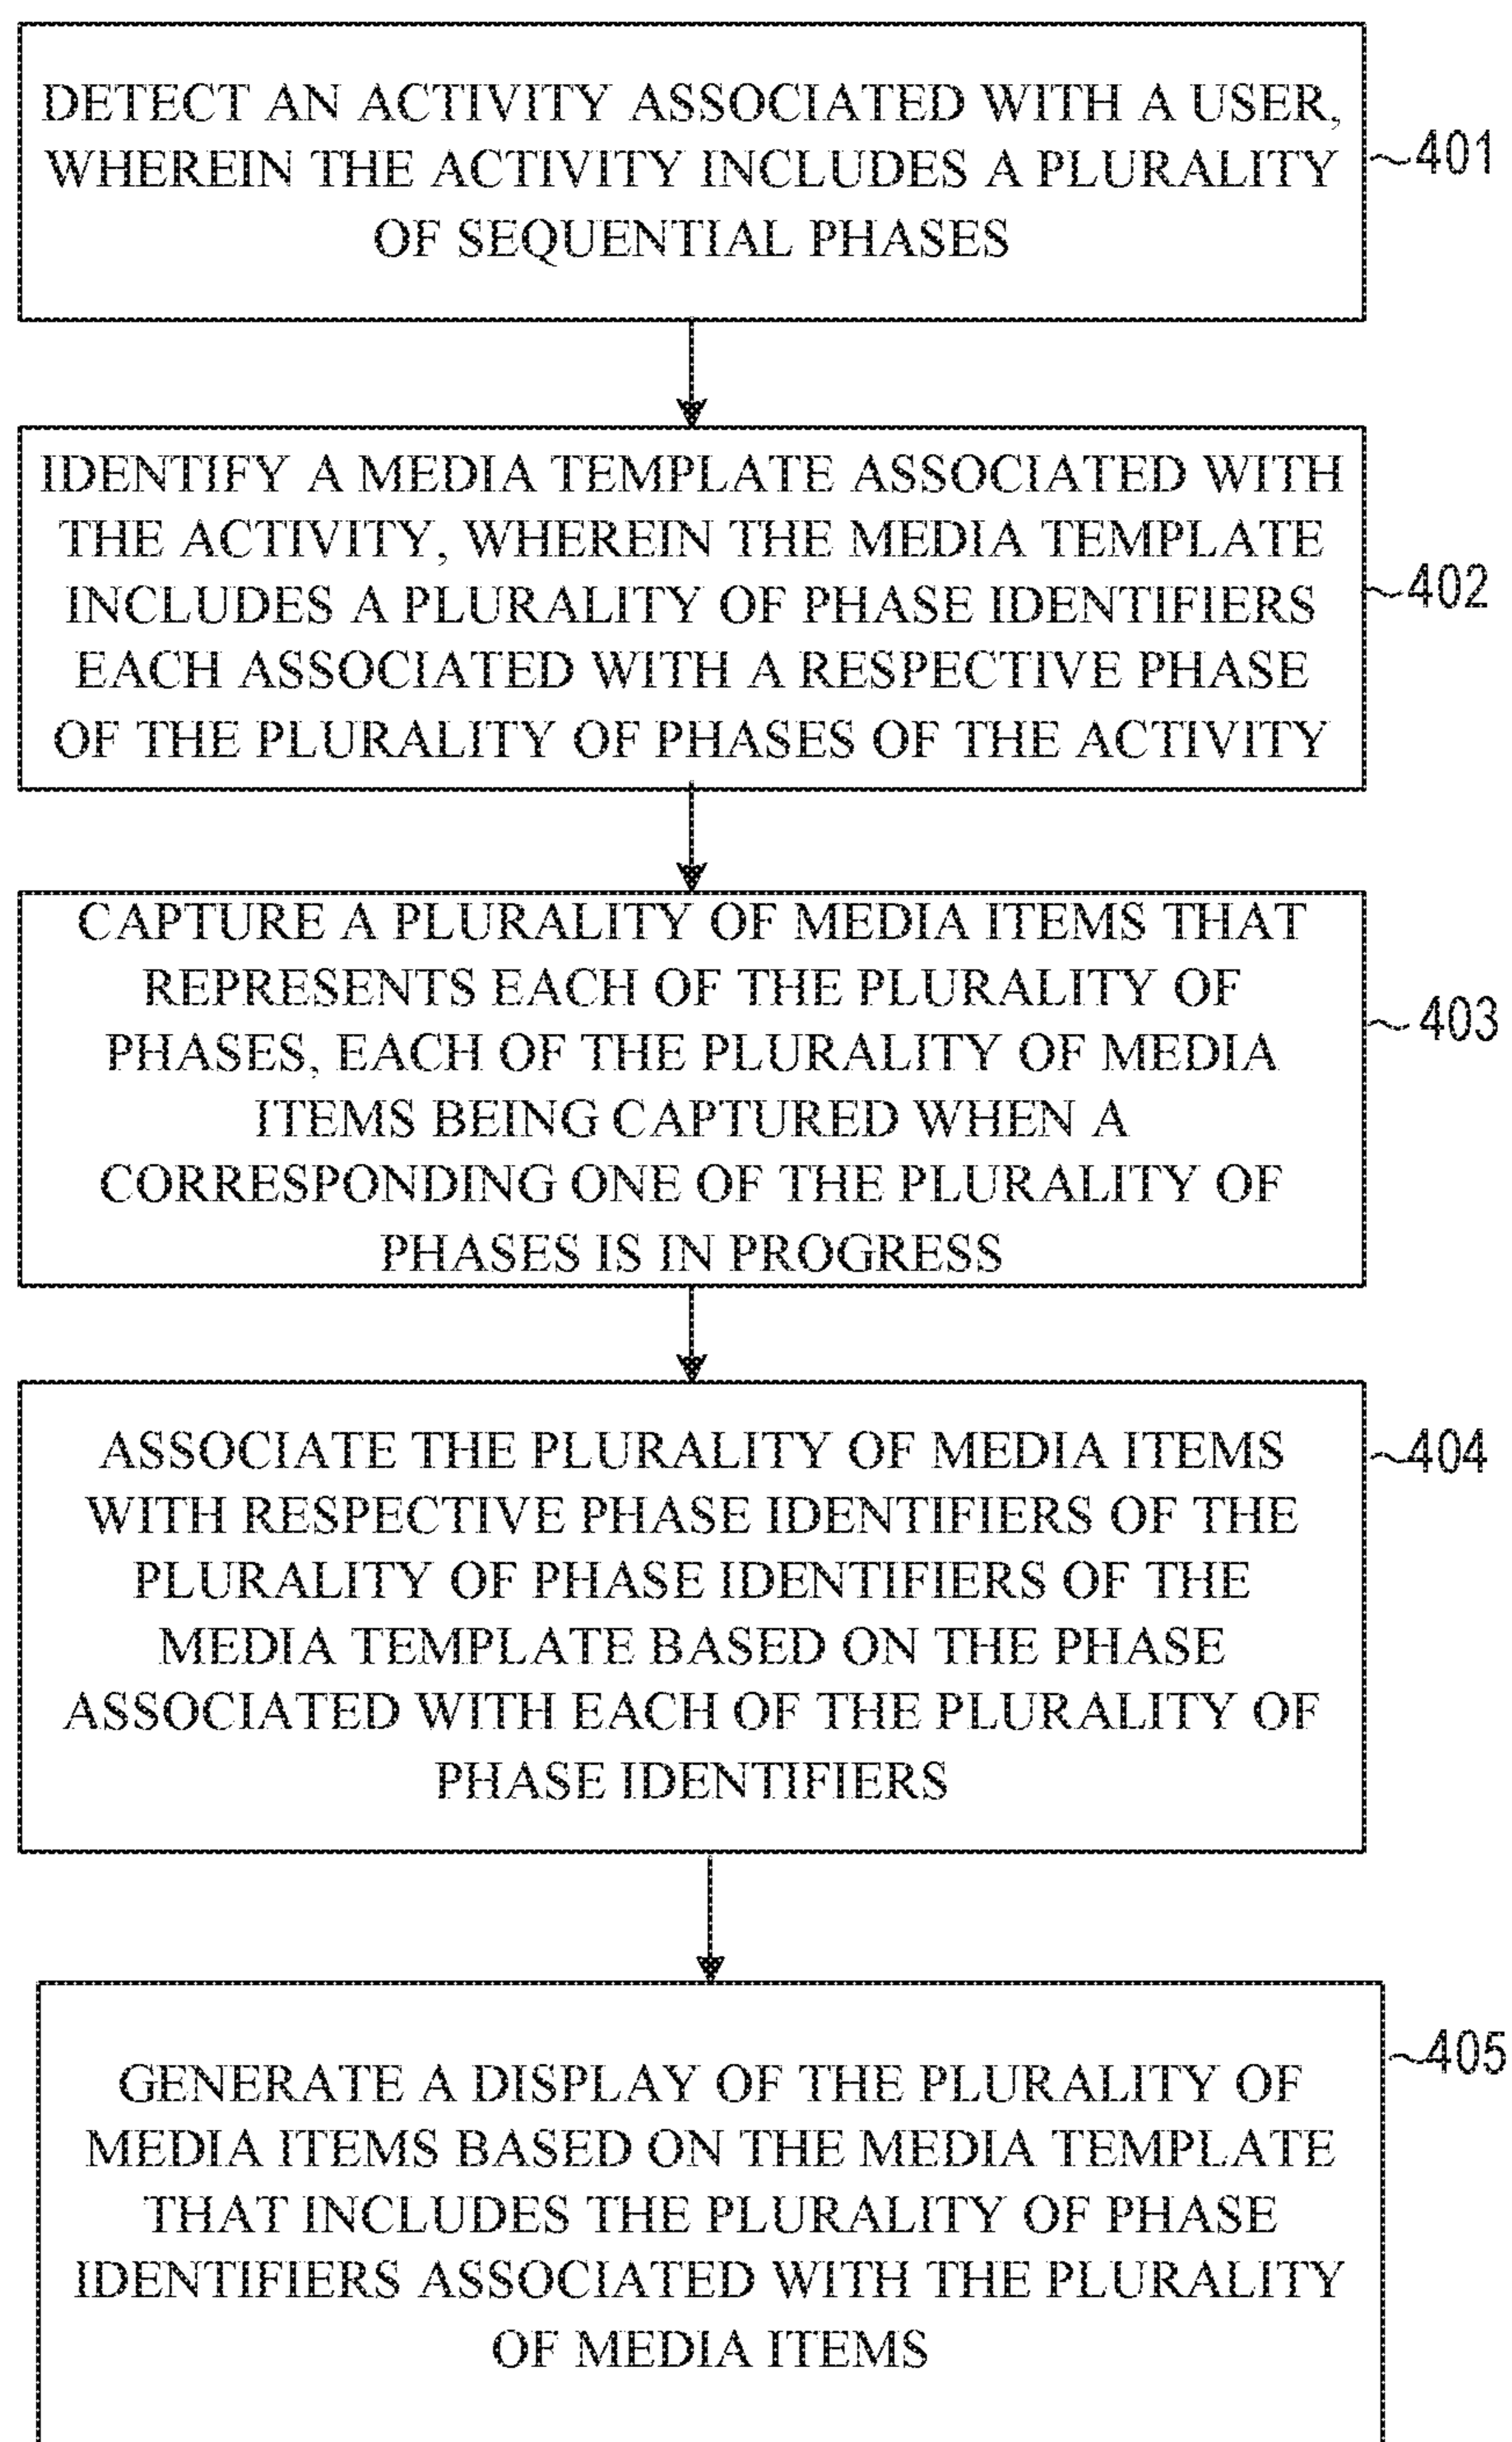 DETECT AN ACTIVITY ASSOCIATED WITH A USER,
WHEREIN THE ACTIVITY INCLUDES A PLURALITY
OF SEQUENTIAL PHASES
401
IDENTIFY A MEDIA TEMPLATE ASSOCIATED WITH
THE ACTIVITY, WHEREIN THE MEDIA TEMPLATE
INCLUDES A PLURALITY OF PHASE IDENTIFIERS
EACH ASSOCIATED WITH A RESPECTIVE PHASE
OF THE PLURALITY OF PHASES OF THE ACTIVITY
402
CAPTURE A PLURALITY OF MEDIA ITEMS THAT
REPRESENTS EACH OF THE PLURALITY OF
PHASES, EACH OF THE PLURALITY OF MEDIA
ITEMS BEING CAPTURED WHEN A
CORRESPONDING ONE OF THE PLURALITY OF
PHASES IS IN PROGRESS
403
ASSOCIATE THE PLURALITY OF MEDIA ITEMS
WITH RESPECTIVE PHASE IDENTIFIERS OF THE
PLURALITY OF PHASE IDENTIFIERS OF THE
MEDIA TEMPLATE BASED ON THE PHASE
ASSOCIATED WITH EACH OF THE PLURALITY OF
PHASE IDENTIFIERS
404
GENERATE A DISPLAY OF THE PLURALITY OF
MEDIA ITEMS BASED ON THE MEDIA TEMPLATE
THAT INCLUDES THE PLURALITY OF PHASE
IDENTIFIERS ASSOCIATED WITH THE PLURALITY
OF MEDIA ITEMS
405